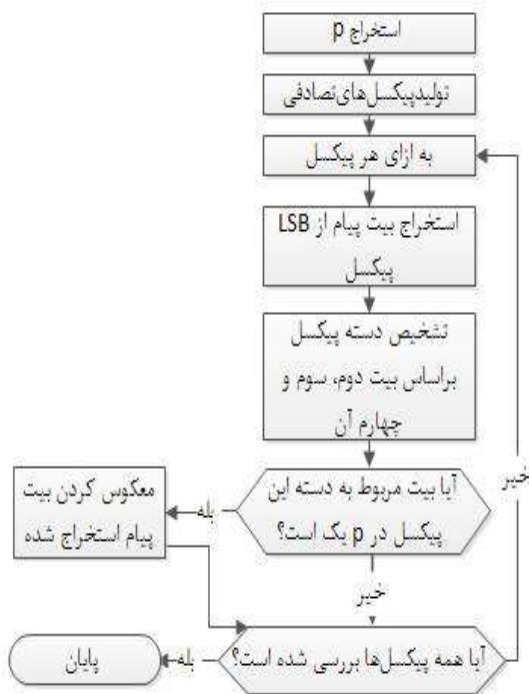 استخراج p
تولیدپیکسل‌های‌تصادفی
به ازای هر پیکسل
استخراج بیت پیام از LSB
پیکسل
تشخیص دسته پیکسل
براساس بیت دوم، سوم و
چهارم آن
آیا بیت مربوط به دسته این
پیکسل در p یک است؟
بله
معکوس کردن بیت
پیام استخراج شده
خیر
خیر
آیا همه پیکسل‌ها بررسی شده است؟
بله
پایان